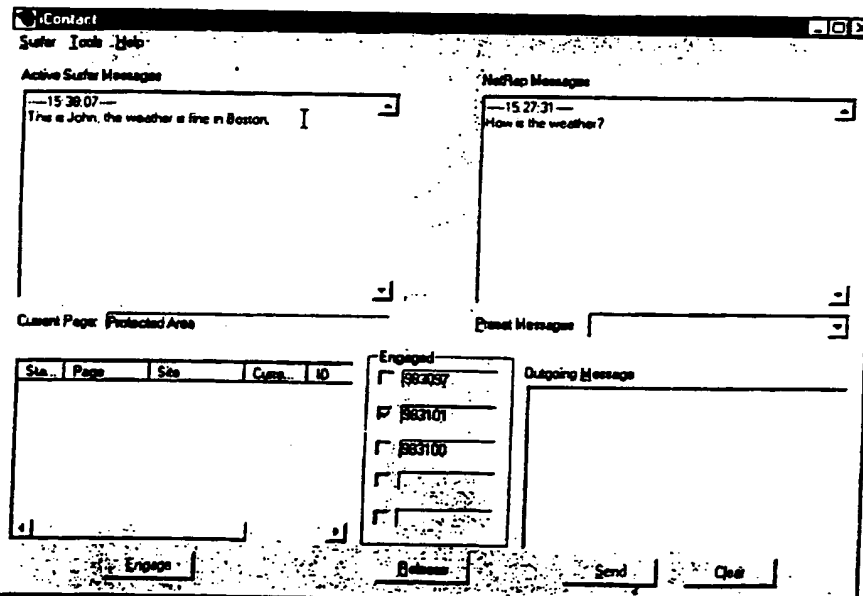 iContact
Surfer Tools Help
Active Surfer Messages
----15:38:07----
This is John, the weather is fine in Boston.
NetRep Messages
----15:27:31----
How is the weather?
Current Page: Protected Area
Preset Messages
Sta... Page Site Curre... ID
Engaged
983097
983101
983100
Outgoing Message
Engage
Release
Send
Clear